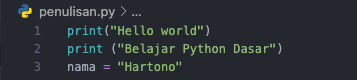 penulisan.py > ...
1 print("Hello world")
2 print ("Belajar Python Dasar ")
3 nama = "Hartono"